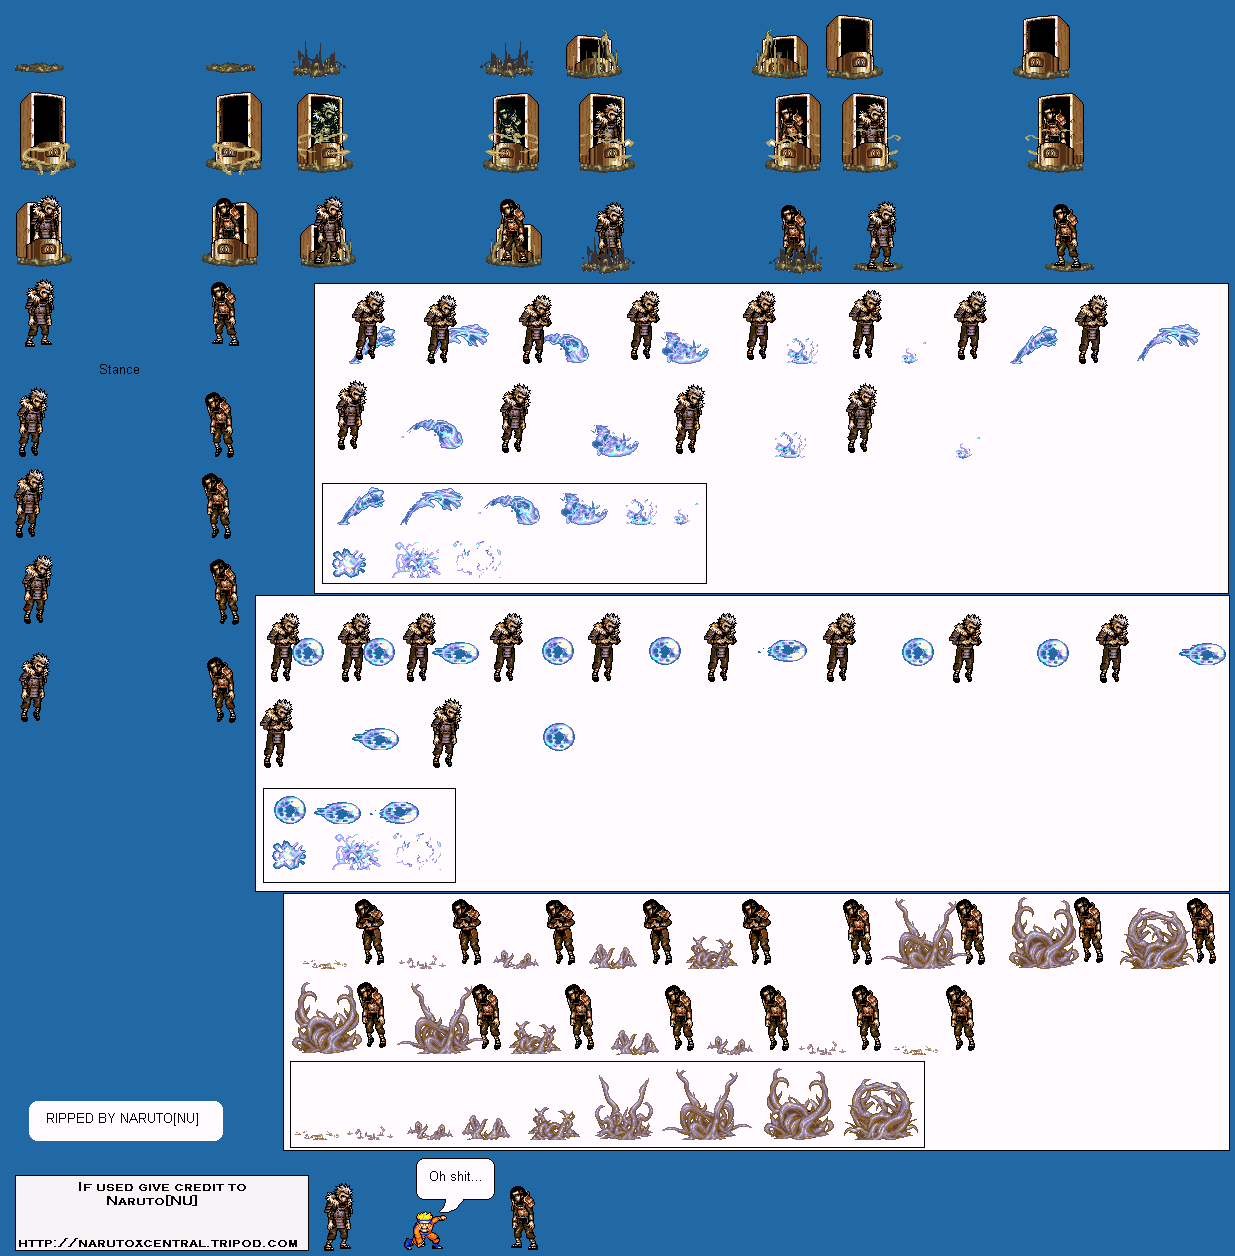 Stance
RIPPED BY NARUTO[NU]
Oh shit...
If used give credit to
Naruto[NU]
http://narutoxcentral.tripod.com